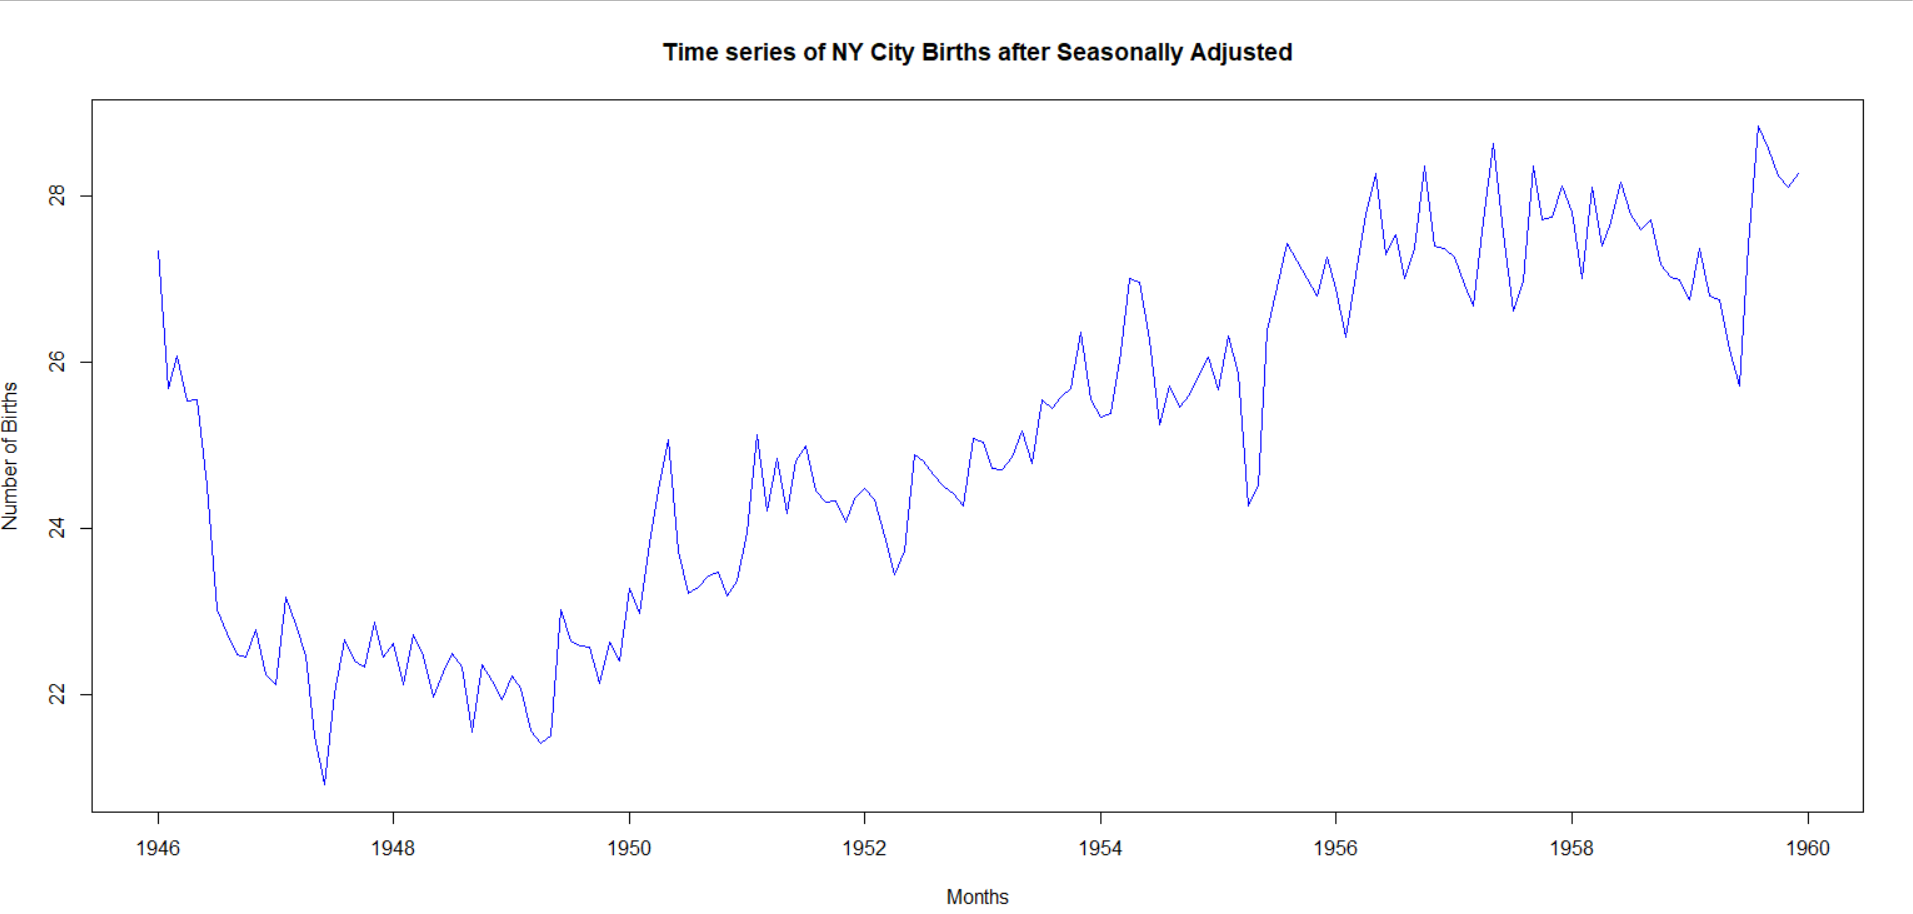 Time series of NY City Births after Seasonally Adjusted
Number of Births
28
26
24
22
1946 1948 1950 1952 1954 1956 1958 1960
Months